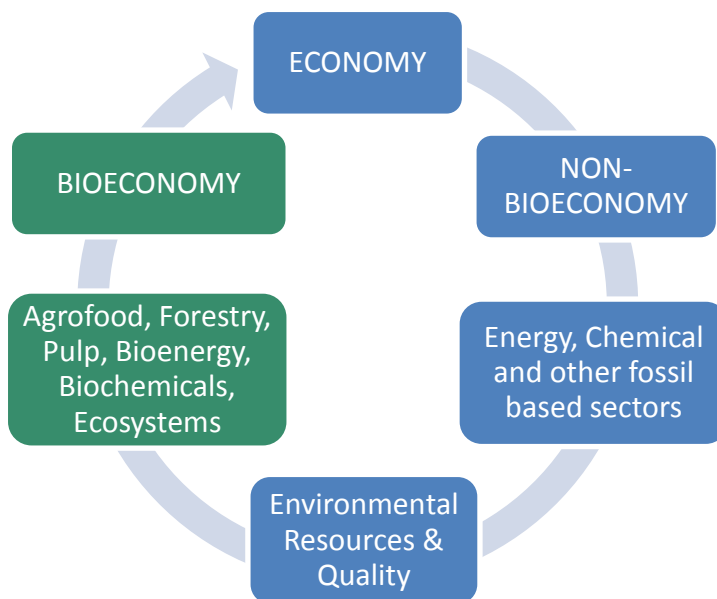 ECONOMY
NON-
BIOECONOMY
Energy, Chemical
and other fossil
based sectors
Environmental
Resources &
Quality
Agrofood, Forestry,
Pulp, Bioenergy,
Biochemicals,
Ecosystems
BIOECONOMY